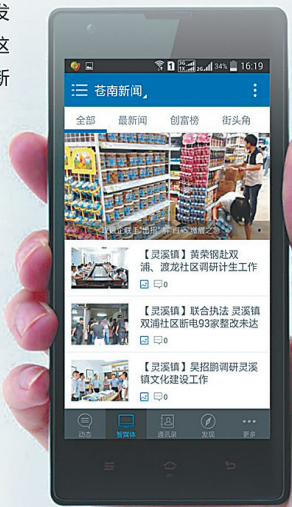 发
这
新
34% 16:19
苍南新闻
全部 最新闻 创富榜 街头角
【灵溪镇】黄荣钢赴双
浦、渡龙社区调研计生工作
0
【灵溪镇】联合执法 灵溪镇
双浦社区断电93家整改未达
0
【灵溪镇】吴招鹏调研灵溪
镇文化建设工作
0
动态 智媒体 通讯录 发现 更多